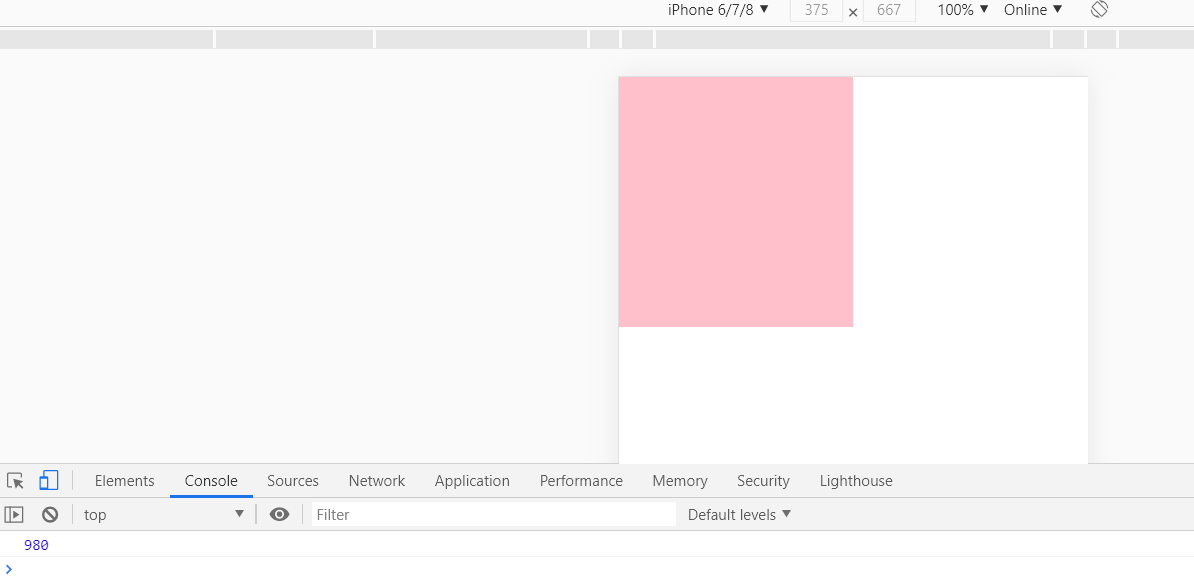 iPhone 6/7/8 ▼ 375 × 667 100% ▼ Online ▼
Elements Console Sources Network Application Performance Memory Security Lighthouse
top ▼ Filter Default levels ▼
980